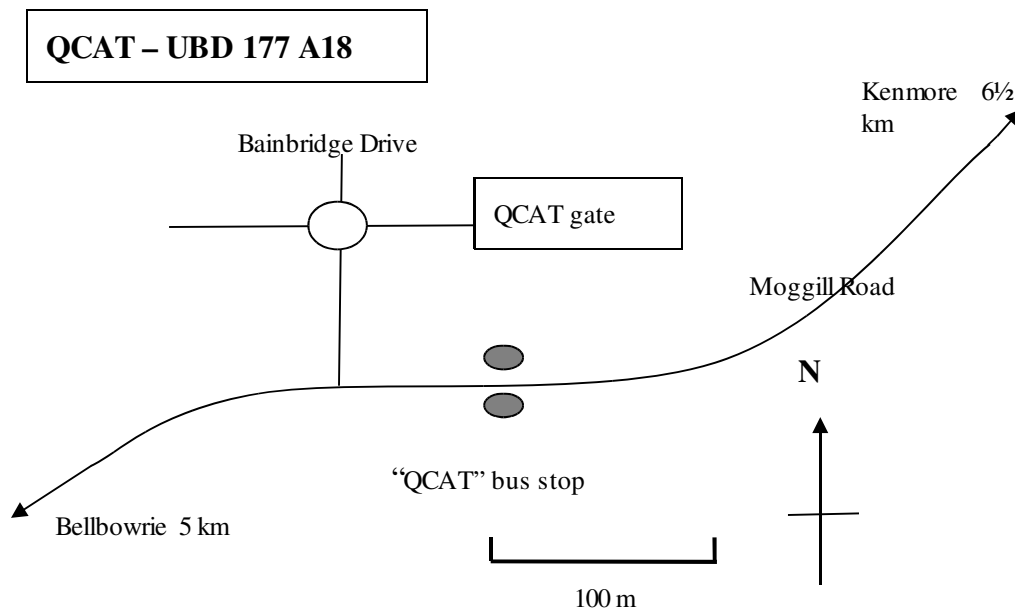 QCAT – UBD 177 A18
Kenmore 6½
km
Bainbridge Drive
QCAT gate
Moggill Road
N
“QCAT” bus stop
Bellbowrie 5 km
100 m